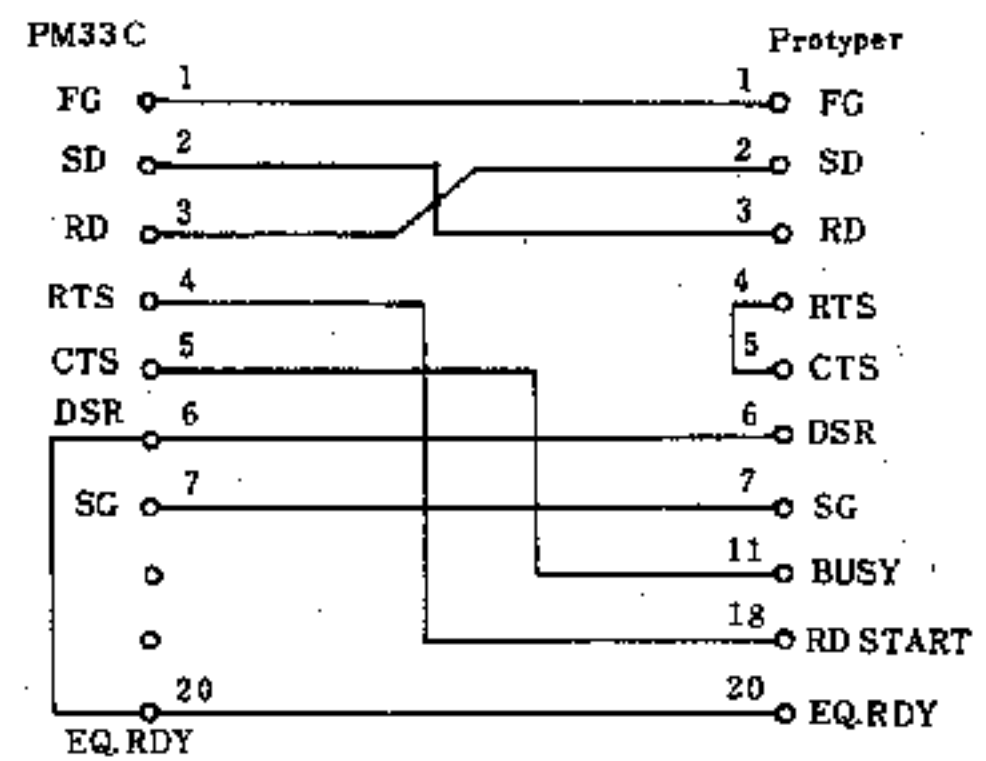 PM33C Protyper
FG 1 1 FG
SD 2 2 SD
RD 3 3 RD
RTS 4 4 RTS
CTS 5 5 CTS
DSR 6 6 DSR
SG 7 7 SG
11 BUSY
18 RD START
20 20 EQ.RDY
EQ.RDY